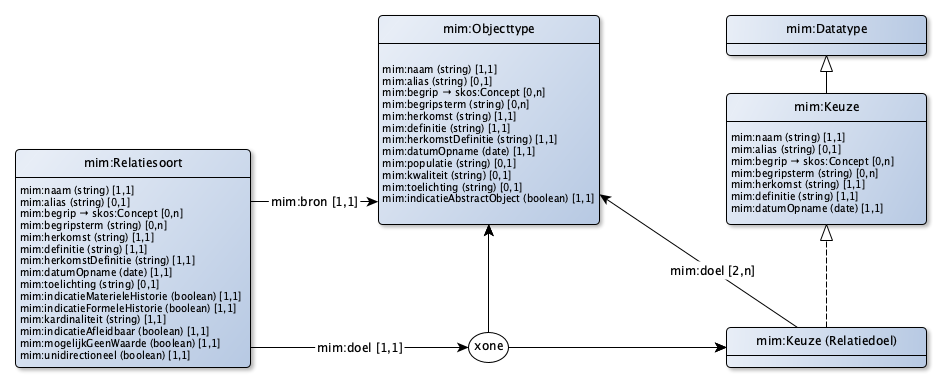 mim:Objecttype
mim:naam (string) [1,1]
mim:alias (string) [0,1]
mim:begrip → skos:Concept [0,n]
mim:begripsterm (string) [0,n]
mim:herkomst (string) [1,1]
mim:definitie (string) [1,1]
mim:herkomstDefinitie (string) [1,1]
mim:datumOpname (date) [1,1]
mim:populatie (string) [0,1]
mim:kwaliteit (string) [0,1]
mim:toelichting (string) [0,1]
mim:indicatieAbstractObject (boolean) [1,1]
mim:Datatype
mim:Keuze
mim:naam (string) [1,1]
mim:alias (string) [0,1]
mim:begrip → skos:Concept [0,n]
mim:begripsterm (string) [0,n]
mim:herkomst (string) [1,1]
mim:definitie (string) [1,1]
mim:datumOpname (date) [1,1]
mim:Relatiesoort
mim:naam (string) [1,1]
mim:alias (string) [0,1]
mim:begrip → skos:Concept [0,n]
mim:begripsterm (string) [0,n]
mim:herkomst (string) [1,1]
mim:definitie (string) [1,1]
mim:herkomstDefinitie (string) [1,1]
mim:datumOpname (date) [1,1]
mim:toelichting (string) [0,1]
mim:indicatieMaterieleHistorie (boolean) [1,1]
mim:indicatieFormeleHistorie (boolean) [1,1]
mim:kardinaliteit (string) [1,1]
mim:indicatieAfleidbaar (boolean) [1,1]
mim:mogelijkGeenWaarde (boolean) [1,1]
mim:unidirectioneel (boolean) [1,1]
mim:bron [1,1]
mim:doel [2,n]
mim:doel [1,1]
xone
mim:Keuze (Relatiedoel)